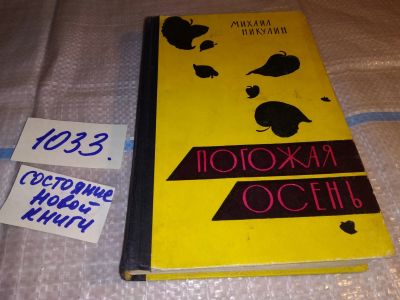 МИХАИЛ
НИКУЛИН
ПОГОЖАЯ
ОСЕНЬ
1033.
СОСТОЯНИЕ
НОВОЙ
КНИГИ